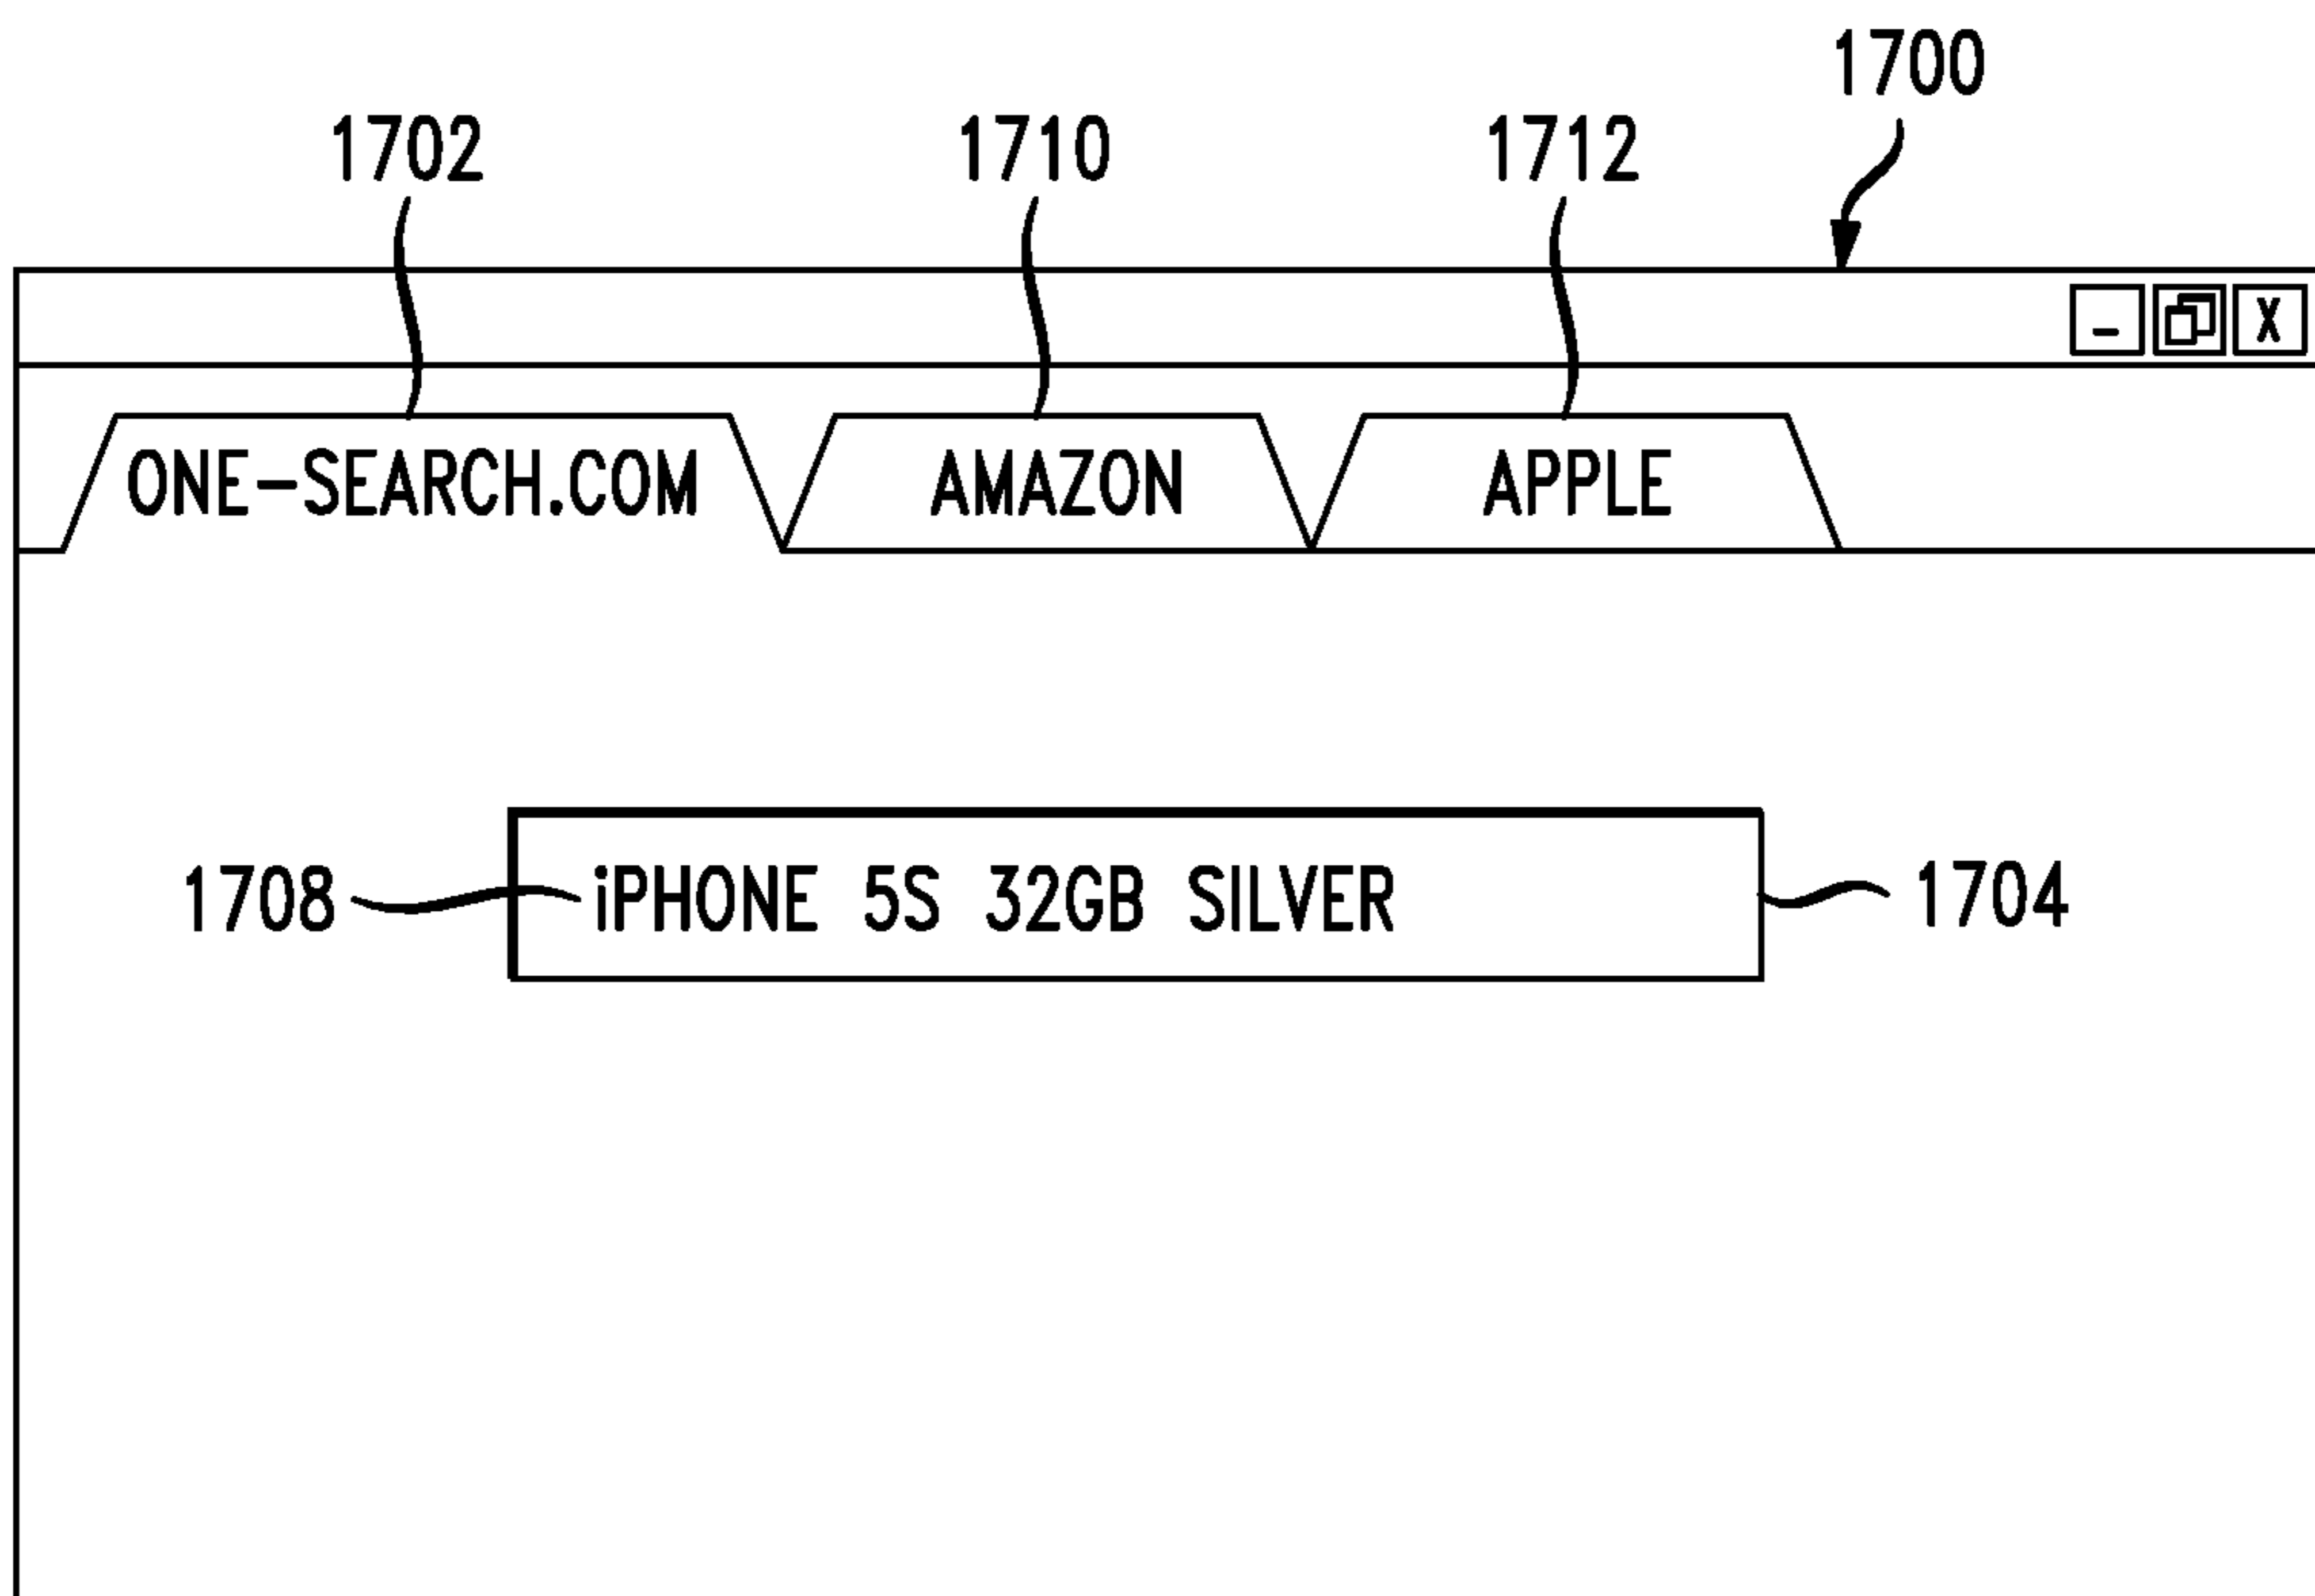 1700
1702 1710 1712
- X
ONE-SEARCH.COM AMAZON APPLE
1708 iPHONE 5S 32GB SILVER 1704